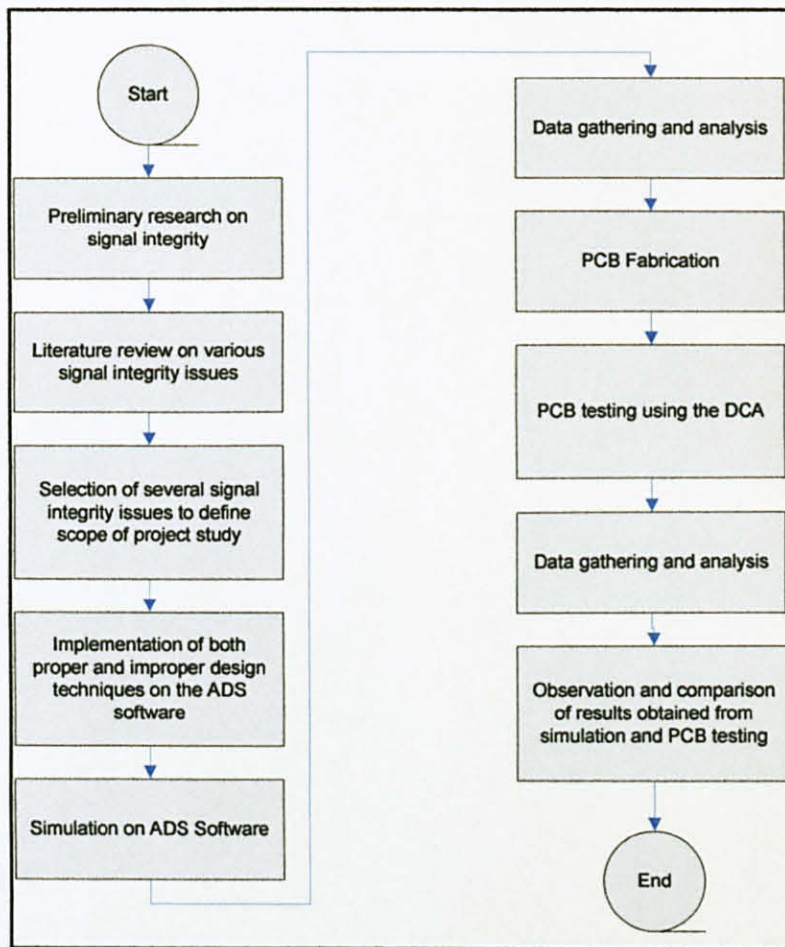 Start
Preliminary research on
signal integrity
Literature review on various
signal integrity issues
Selection of several signal
integrity issues to define
scope of project study
Implementation of both
proper and improper design
techniques on the ADS
software
Simulation on ADS Software
Data gathering and analysis
PCB Fabrication
PCB testing using the DCA
Data gathering and analysis
Observation and comparison
of results obtained from
simulation and PCB testing
End